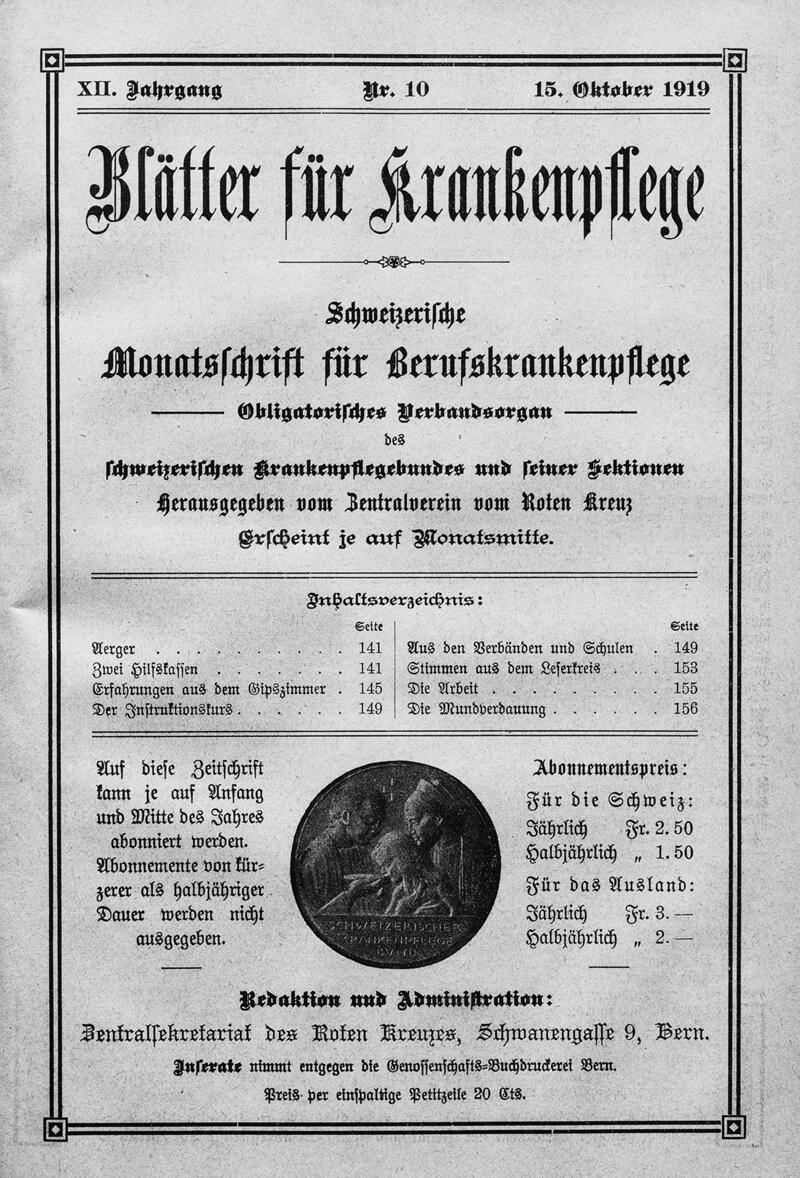 XII. Jahrgang Nr. 10 15. Oktober 1919
Blätter für Krankenpflege
Schweizerische
Monatsschrift für Berufskrankenpflege
Obligatorisches Verbandsorgan
des
schweizerischen Krankenpflegebundes und seiner Sektionen
Herausgegeben vom Zentralverein vom Roten Kreuz
Erscheint je auf Monatsmitte.
Inhaltsverzeichnis:
Seite
Aerger . . . . . . . . . . 141
Zwei Hilfskassen . . . . . . . 141
Erfahrungen aus dem Gipszimmer . 145
Der Instruktionskurs . . . . . . 149
Seite
Aus den Verbänden und Schulen . 149
Stimmen aus dem Leserkreis . . . 153
Die Arbeit . . . . . . . . . 155
Die Mundverdauung . . . . . . 156
Auf diese Zeitschrift
kann je auf Anfang
und Mitte des Jahres
abonniert werden.
Abonnemente von kür-
zerer als halbjähriger
Dauer werden nicht
ausgegeben.
SCHWEIZERISCHER
KRANKENPFLEGE
BUND
Abonnementspreis:
Für die Schweiz:
Jährlich Fr. 2. 50
Halbjährlich „ 1. 50
Für das Ausland:
Jährlich Fr. 3. —
Halbjährlich „ 2. —
Redaktion und Administration:
Zentralsekretariat des Roten Kreuzes, Schwanengasse 9, Bern.
Inserate nimmt entgegen die Genossenschafts-Buchdruckerei Bern.
Preis per einspaltige Petitzeile 20 Cts.